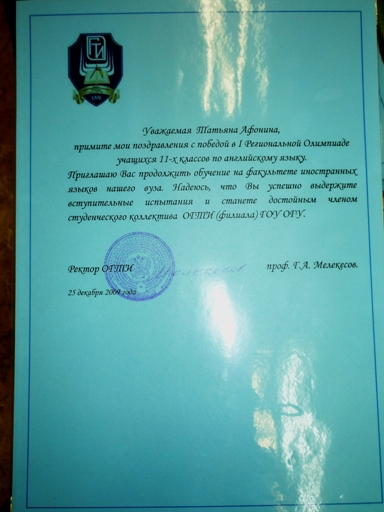 Уважаемая Татьяна Афонина,
примите мои поздравления с победой в I Региональной Олимпиаде
учащихся 11-х классов по английскому языку.
Приглашаю Вас продолжить обучение на факультете иностранных
языков нашего вуза. Надеюсь, что Вы успешно выдержите
вступительные испытания и станете достойным членом
студенческого коллектива ОГТИ (филиала) ГОУ ОГУ.
Ректор ОГТИ проф. Г.А. Мелекесов.
25 декабря 2009 года